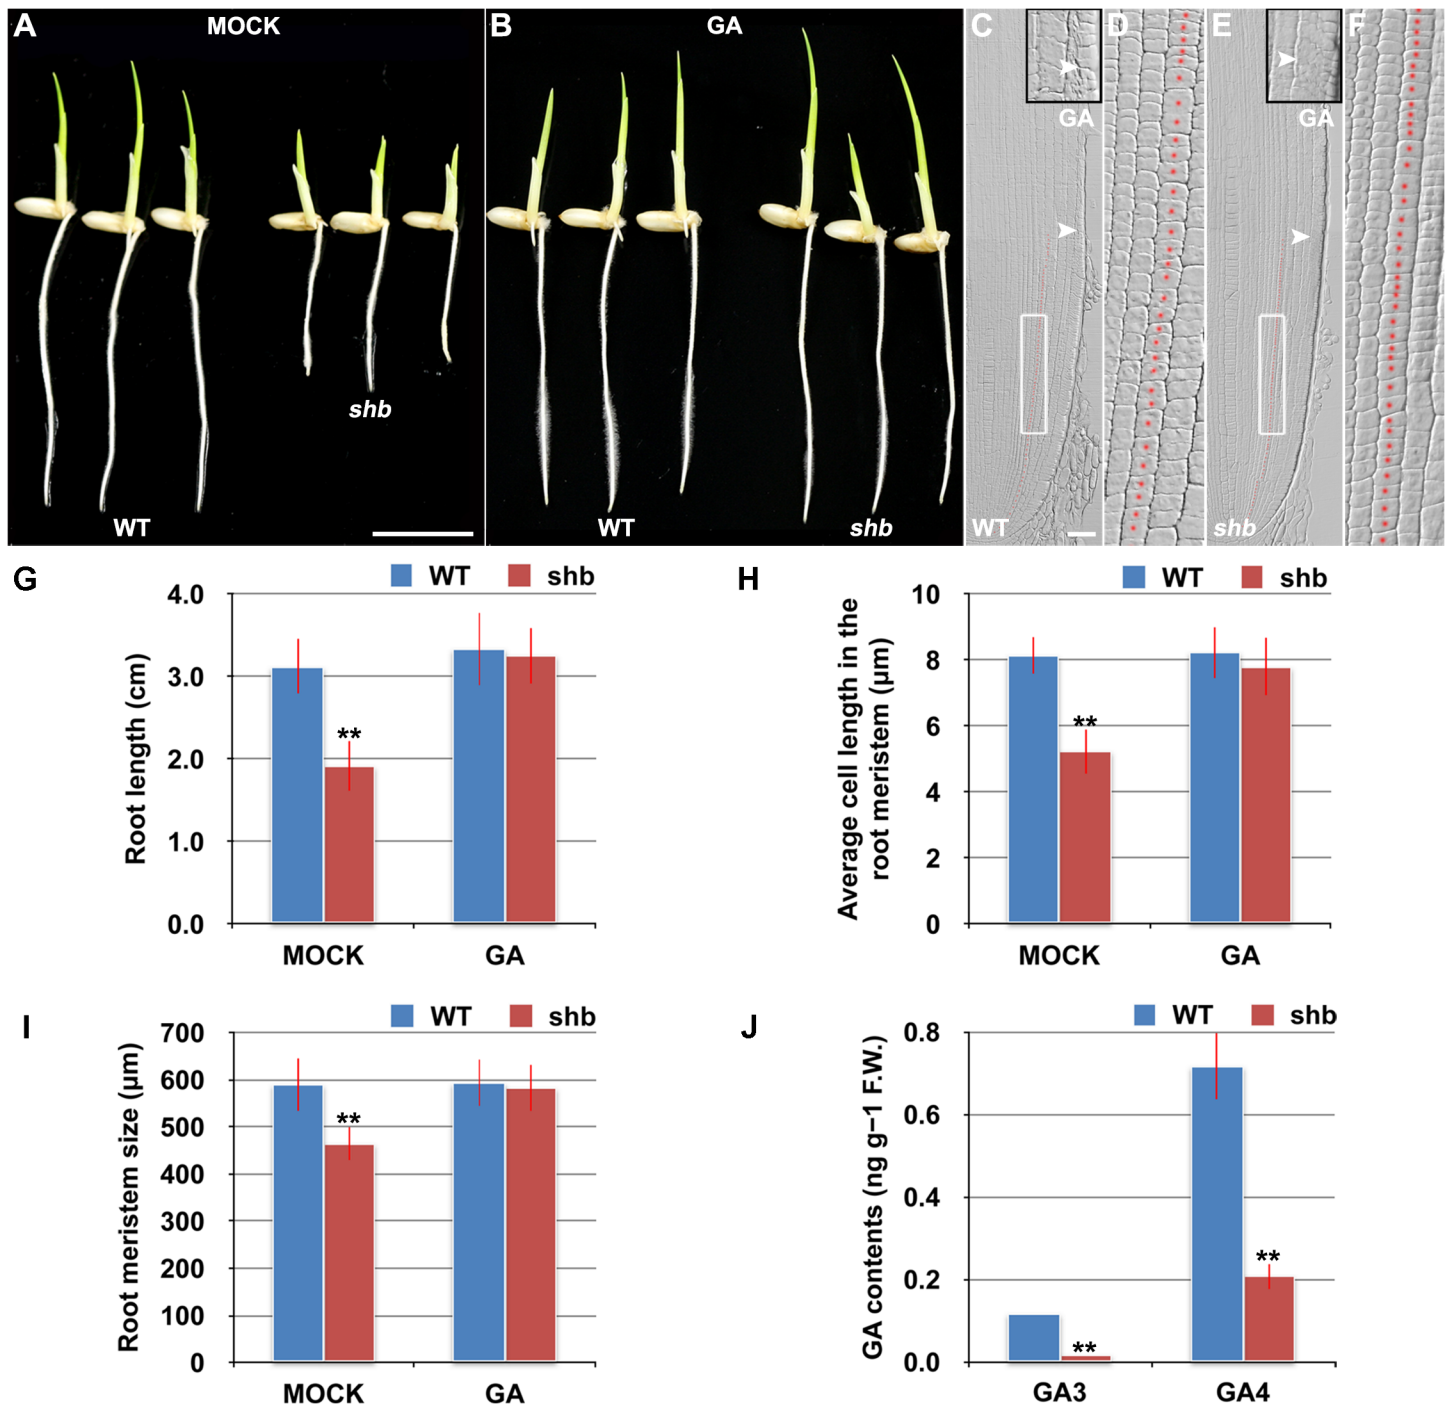 A MOCK B GA C D E F
GA GA
shb
WT WT shb WT shb
G WT shb
Root length (cm)
4.0
3.0
2.0
1.0
0.0
**
MOCK GA
H WT shb
Average cell length in the
root meristem (µm)
10
8
6
4
2
0
**
MOCK GA
I WT shb
Root meristem size (µm)
700
600
500
400
300
200
100
0
**
MOCK GA
J WT shb
GA contents (ng g–1 F.W.)
0.8
0.6
0.4
0.2
0.0
**
**
GA3 GA4